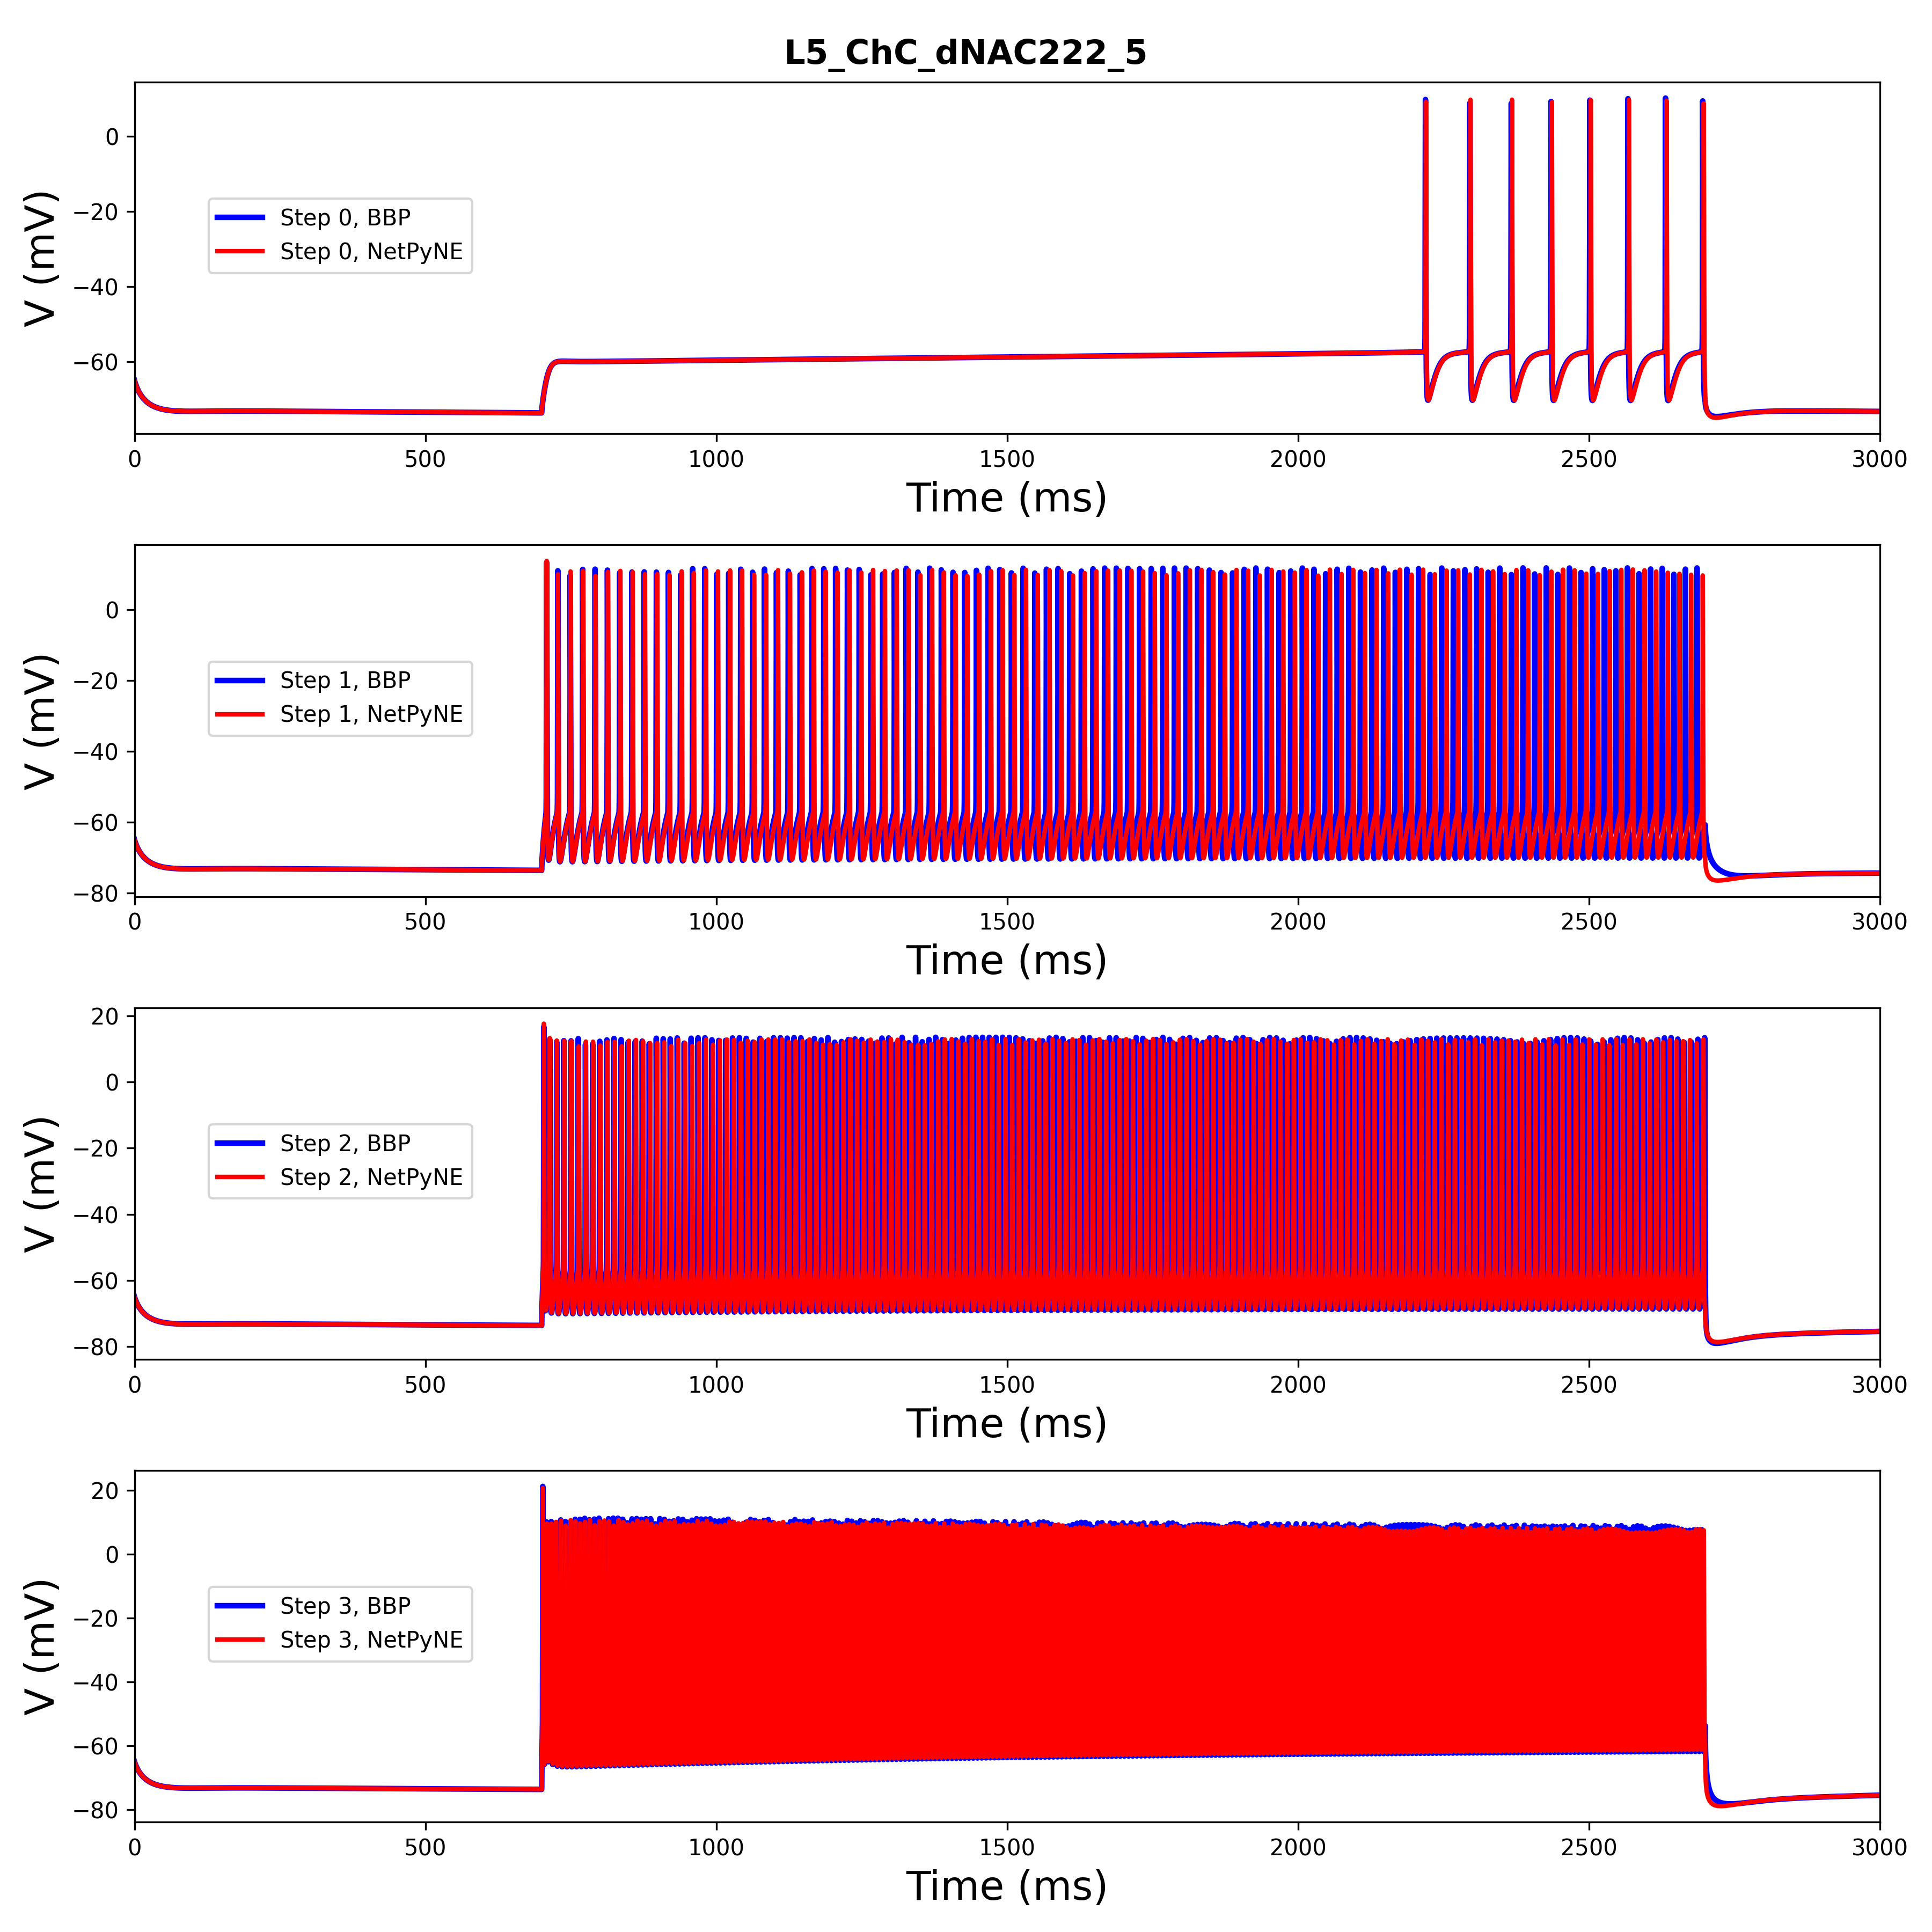 L5_ChC_dNAC222_5
0
−20
−40
−60
V (mV)
Step 0, BBP
Step 0, NetPyNE
0 500 1000 1500 2000 2500 3000
Time (ms)
0
−20
−40
−60
−80
V (mV)
Step 1, BBP
Step 1, NetPyNE
0 500 1000 1500 2000 2500 3000
Time (ms)
20
0
−20
−40
−60
−80
V (mV)
Step 2, BBP
Step 2, NetPyNE
0 500 1000 1500 2000 2500 3000
Time (ms)
20
0
−20
−40
−60
−80
V (mV)
Step 3, BBP
Step 3, NetPyNE
0 500 1000 1500 2000 2500 3000
Time (ms)